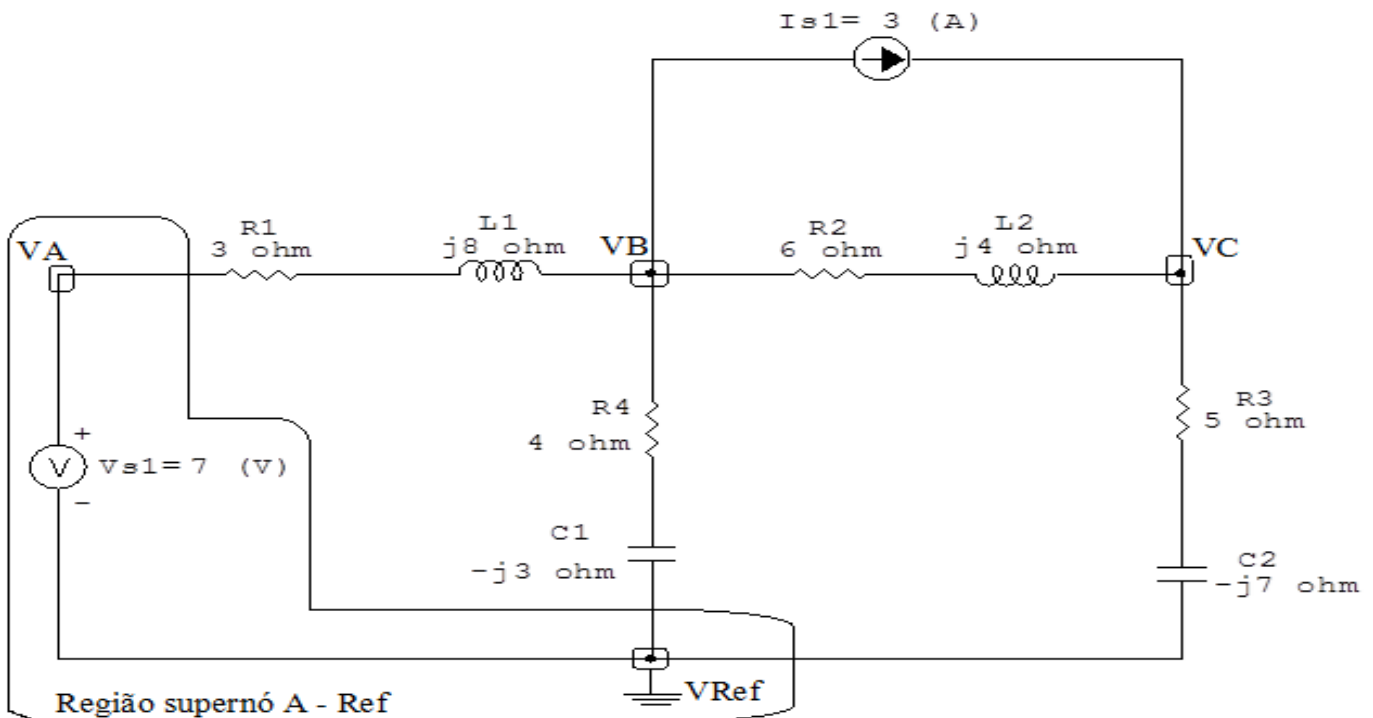 Is1= 3 (A)
R1
3 ohm
L1
j8 ohm
VB
R2
6 ohm
L2
j4 ohm
VC
VA
R4
4 ohm
R3
5 ohm
+
V
Vs1= 7 (V)
-
C1
-j3 ohm
C2
-j7 ohm
VRef
Região supernó A - Ref